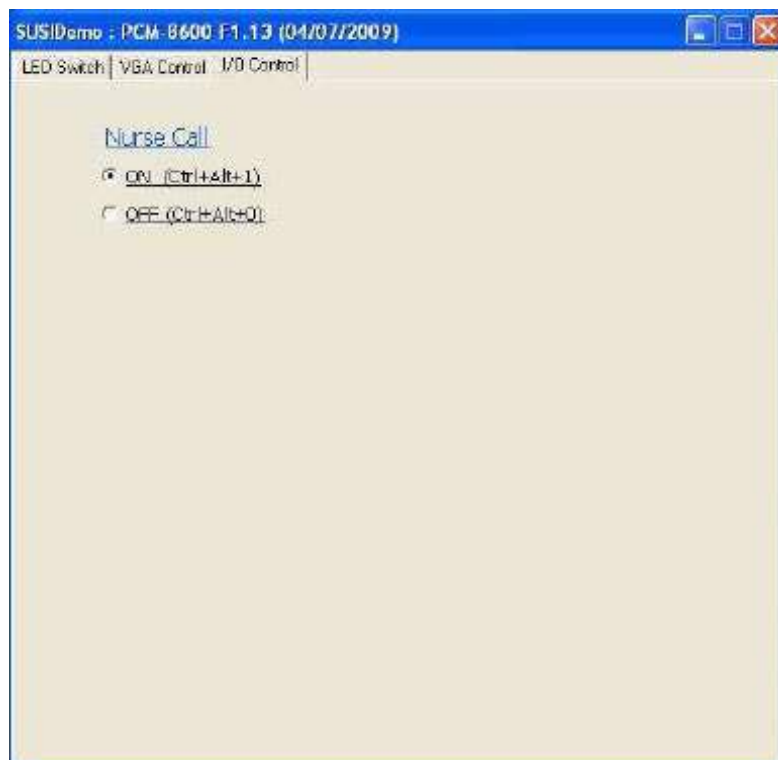 SUSIDemo : PCM-8600 F1.13 (04/07/2009)
LED Switch VGA Control I/O Control
Nurse Call
ON (Ctrl+Alt+1)
OFF (Ctrl+Alt+0)